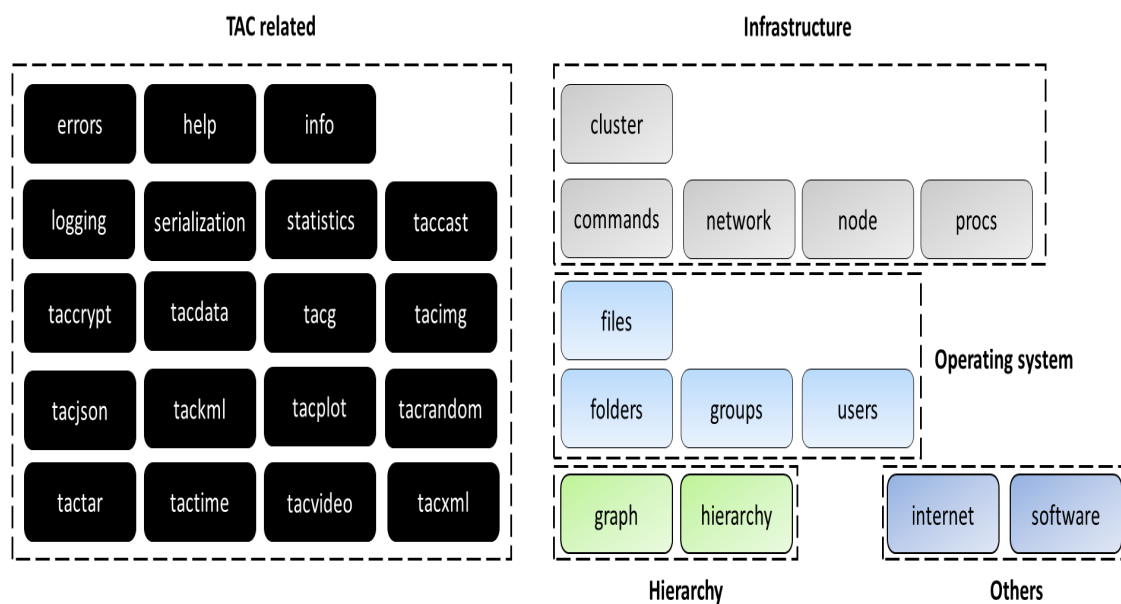 TAC related
errors help info
logging serialization statistics taccast
taccrypt tacdata tacg tacimg
tacjson tackml tacplot tacrandom
tactar tactime tacvideo tacxml
Infrastructure
cluster
commands network node procs
files
folders groups users
Operating system
graph hierarchy
Hierarchy
internet software
Others